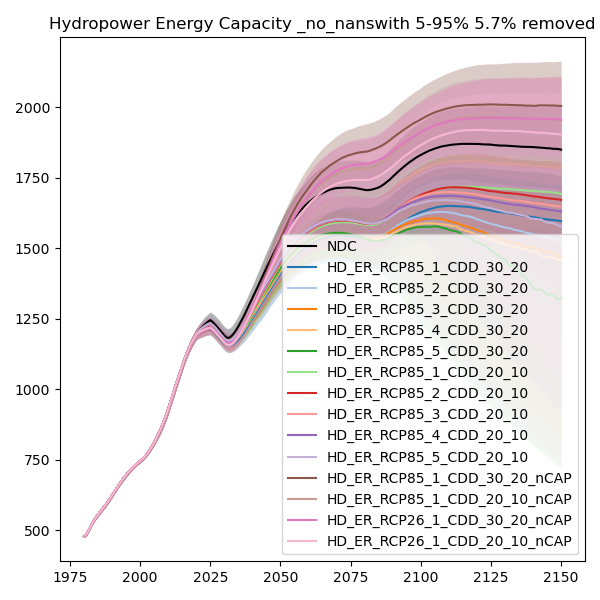 Hydropower Energy Capacity _no_nanswith 5-95% 5.7% removed
2000
1750
1500
1250
1000
750
500
NDC
HD_ER_RCP85_1_CDD_30_20
HD_ER_RCP85_2_CDD_30_20
HD_ER_RCP85_3_CDD_30_20
HD_ER_RCP85_4_CDD_30_20
HD_ER_RCP85_5_CDD_30_20
HD_ER_RCP85_1_CDD_20_10
HD_ER_RCP85_2_CDD_20_10
HD_ER_RCP85_3_CDD_20_10
HD_ER_RCP85_4_CDD_20_10
HD_ER_RCP85_5_CDD_20_10
HD_ER_RCP85_1_CDD_30_20_nCAP
HD_ER_RCP85_1_CDD_20_10_nCAP
HD_ER_RCP26_1_CDD_30_20_nCAP
HD_ER_RCP26_1_CDD_20_10_nCAP
1975 2000 2025 2050 2075 2100 2125 2150